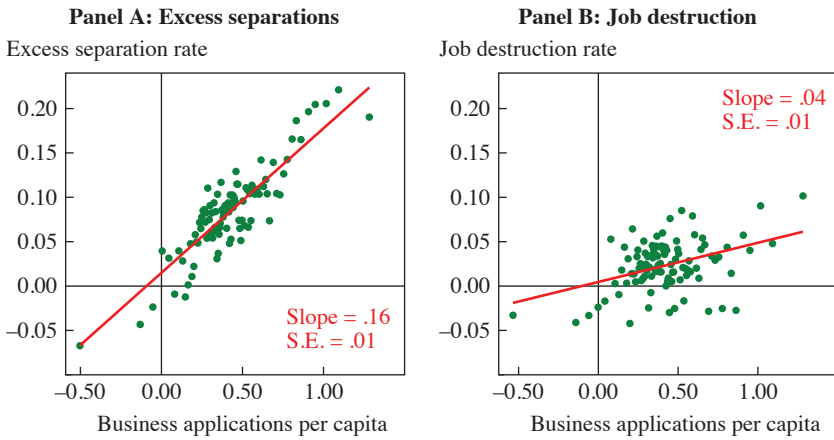 Panel A: Excess separations
Excess separation rate
0.20
0.15
0.10
0.05
0.00
−0.05
Slope = .16
S.E. = .01
−0.50 0.00 0.50 1.00
Business applications per capita
Panel B: Job destruction
Job destruction rate
0.20
0.15
0.10
0.05
0.00
−0.05
Slope = .04
S.E. = .01
−0.50 0.00 0.50 1.00
Business applications per capita